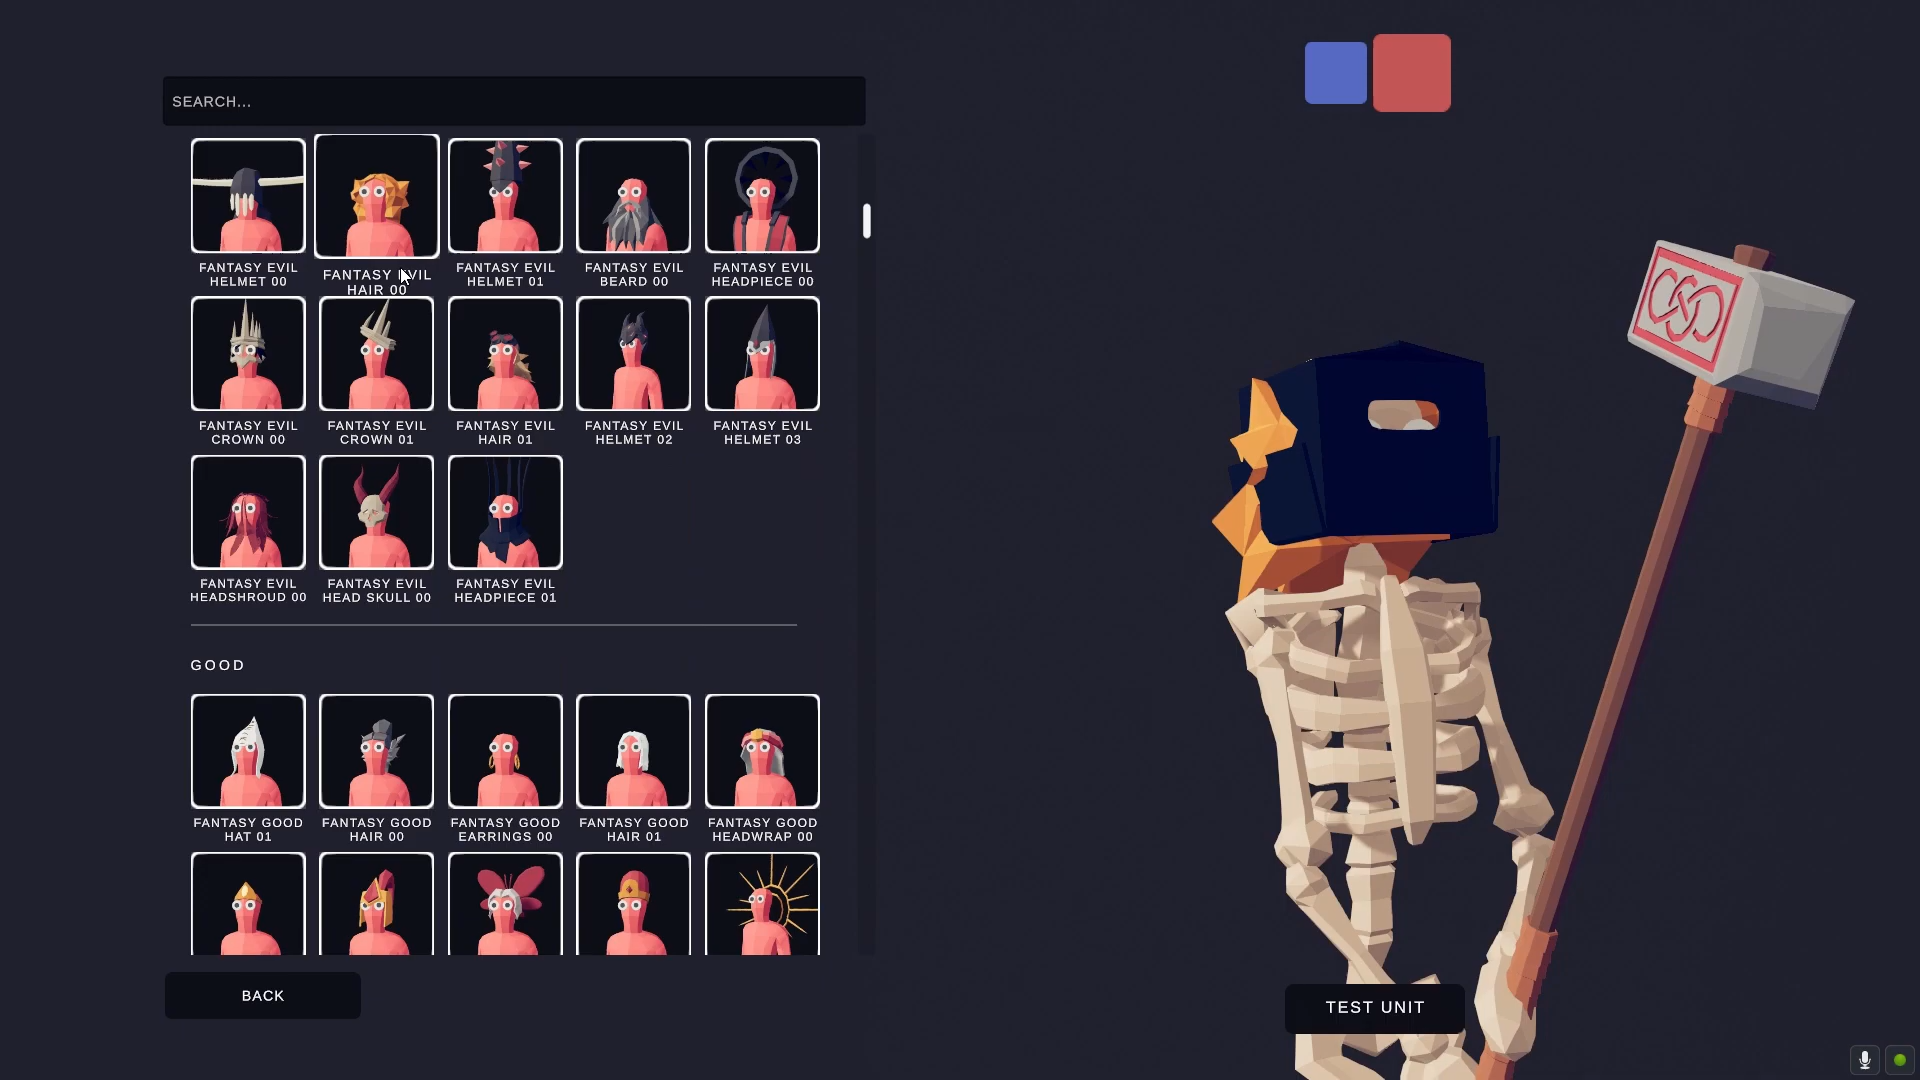 SEARCH...
FANTASY EVIL
HELMET 00
FANTASY EVIL
HAIR 00
FANTASY EVIL
HELMET 01
FANTASY EVIL
BEARD 00
FANTASY EVIL
HEADPIECE 00
FANTASY EVIL
CROWN 00
FANTASY EVIL
CROWN 01
FANTASY EVIL
HAIR 01
FANTASY EVIL
HELMET 02
FANTASY EVIL
HELMET 03
FANTASY EVIL
HEADSHROUD 00
FANTASY EVIL
HEAD SKULL 00
FANTASY EVIL
HEADPIECE 01
GOOD
FANTASY GOOD
HAT 01
FANTASY GOOD
HAIR 00
FANTASY GOOD
EARRINGS 00
FANTASY GOOD
HAIR 01
FANTASY GOOD
HEADWRAP 00
BACK
TEST UNIT